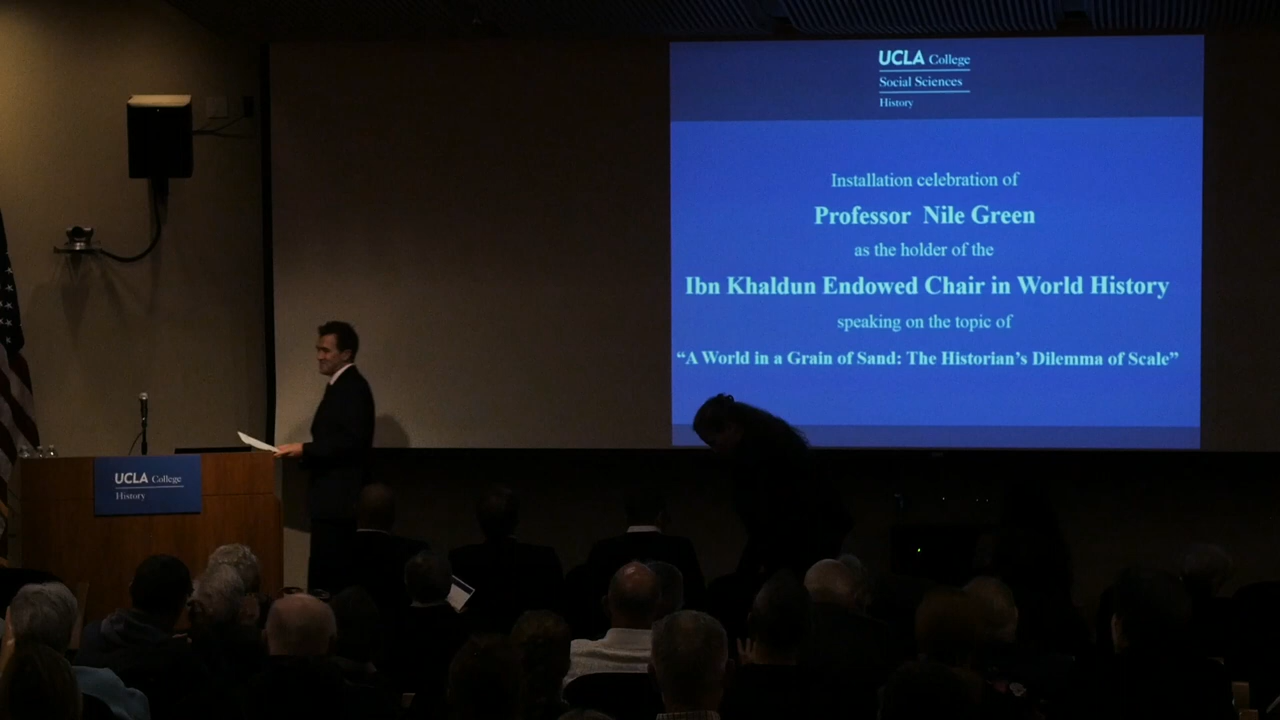 UCLA College
Social Sciences
History
Installation celebration of
Professor Nile Green
as the holder of the
Ibn Khaldun Endowed Chair in World History
speaking on the topic of
“A World in a Grain of Sand: The Historian’s Dilemma of Scale”
UCLA College
History